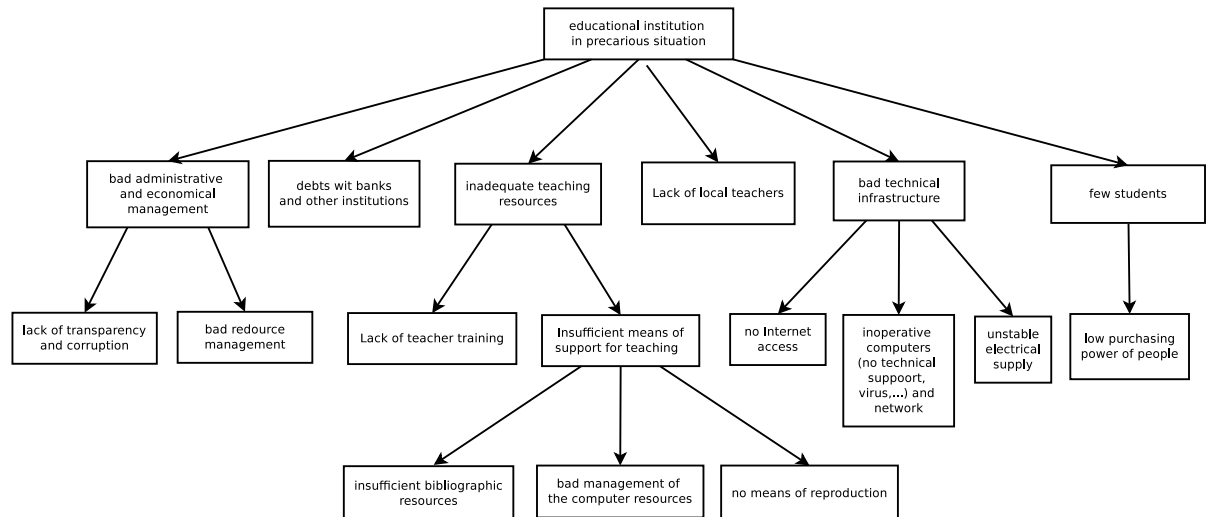 educational institution
in precarious situation
bad administrative
and economical
management
debts wit banks
and other institutions
inadequate teaching
resources
Lack of local teachers
bad technical
infrastructure
few students
lack of transparency
and corruption
bad redource
management
Lack of teacher training
Insufficient means of
support for teaching
no Internet
access
inoperative
computers
(no technical
suppoort,
virus,...) and
network
unstable
electrical
supply
low purchasing
power of people
insufficient bibliographic
resources
bad management of
the computer resources
no means of reproduction